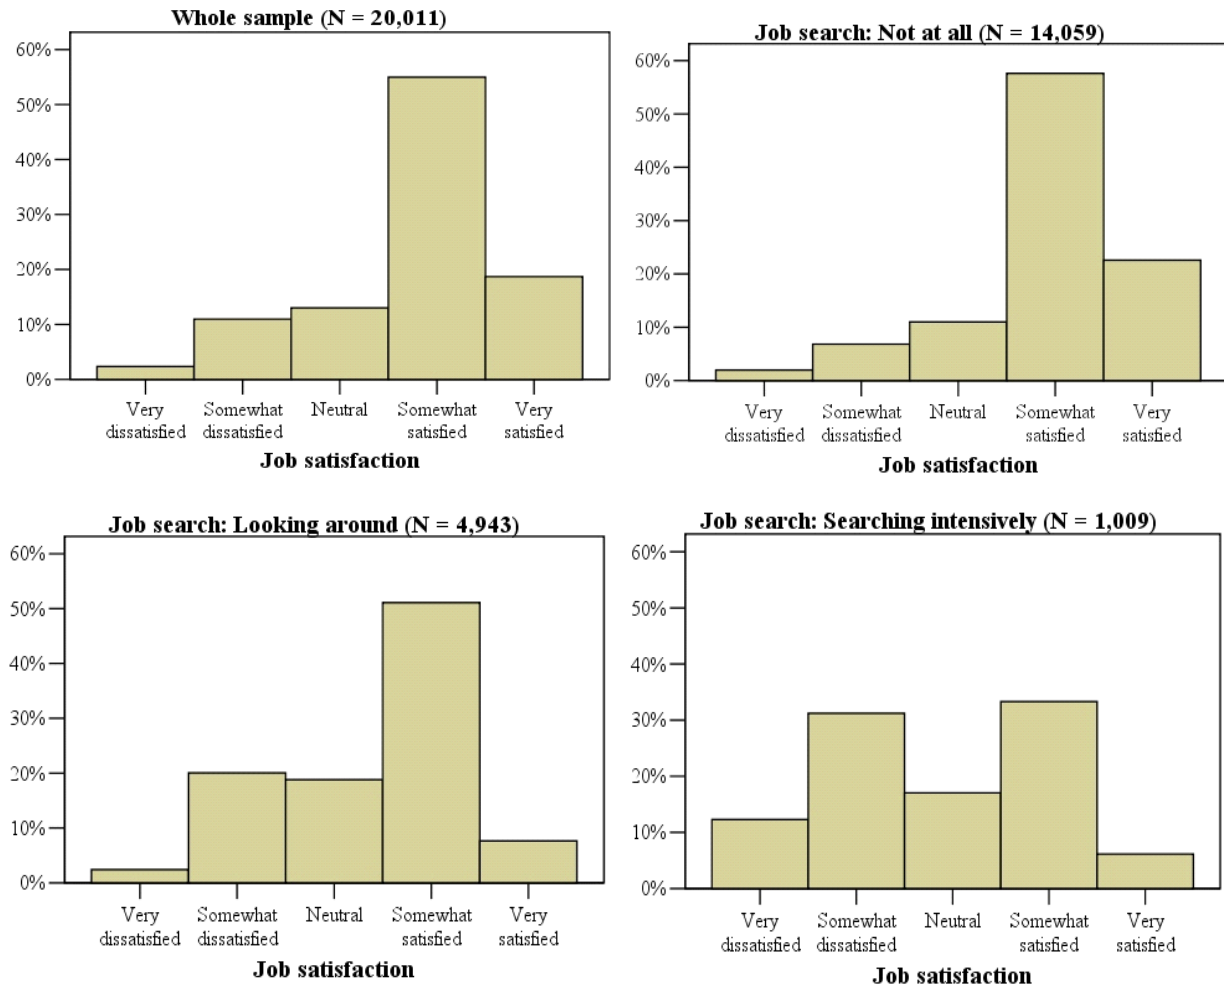 Whole sample (N = 20,011)
60%
50%
40%
30%
20%
10%
0%
Very dissatisfied
Somewhat dissatisfied
Neutral
Somewhat satisfied
Very satisfied
Job satisfaction
Job search: Not at all (N = 14,059)
60%
50%
40%
30%
20%
10%
0%
Very dissatisfied
Somewhat dissatisfied
Neutral
Somewhat satisfied
Very satisfied
Job satisfaction
Job search: Looking around (N = 4,943)
60%
50%
40%
30%
20%
10%
0%
Very dissatisfied
Somewhat dissatisfied
Neutral
Somewhat satisfied
Very satisfied
Job satisfaction
Job search: Searching intensively (N = 1,009)
60%
50%
40%
30%
20%
10%
0%
Very dissatisfied
Somewhat dissatisfied
Neutral
Somewhat satisfied
Very satisfied
Job satisfaction